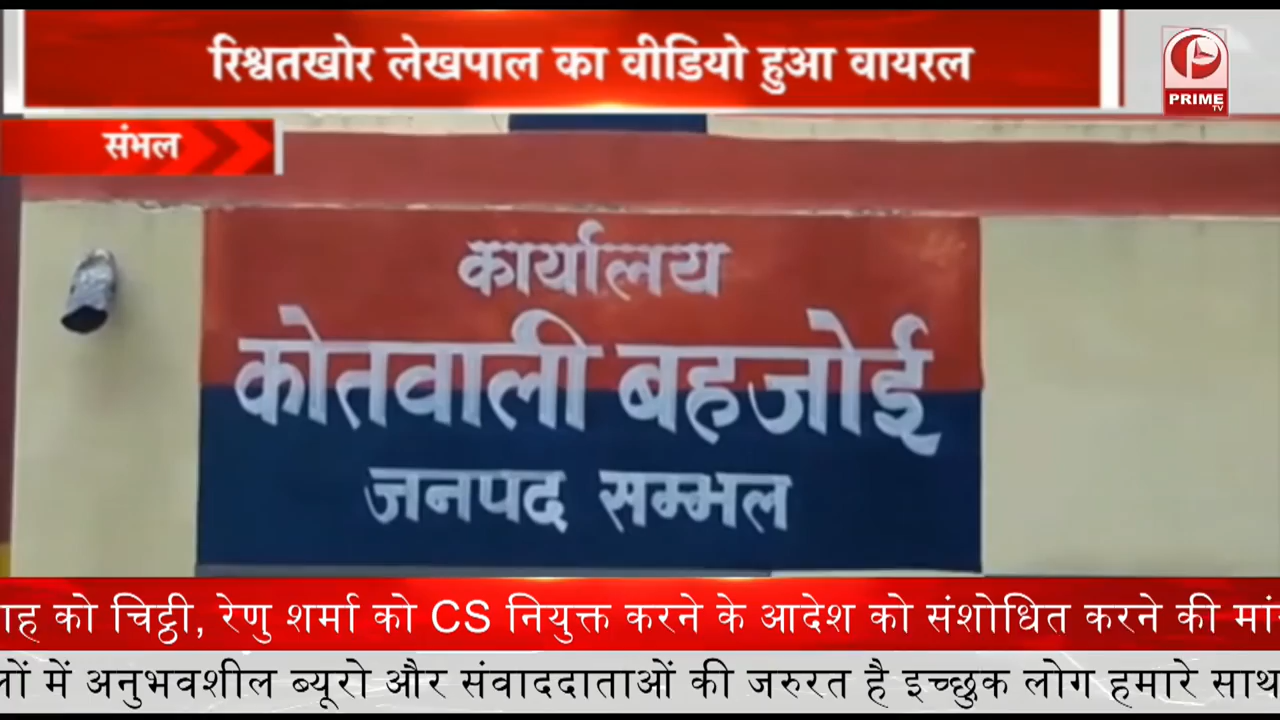 रिश्वतखोर लेखपाल का वीडियो हुआ वायरल
PRIME
TV
संभल
कार्यालय
कोतवाली बहजोई
जनपद सम्भल
को चिट्ठी, रेणु शर्मा को CS नियुक्त करने के आदेश को संशोधित करने की
में अनुभवशील ब्यूरो और संवाददाताओं की जरुरत है इच्छुक लोग हमारे साथ